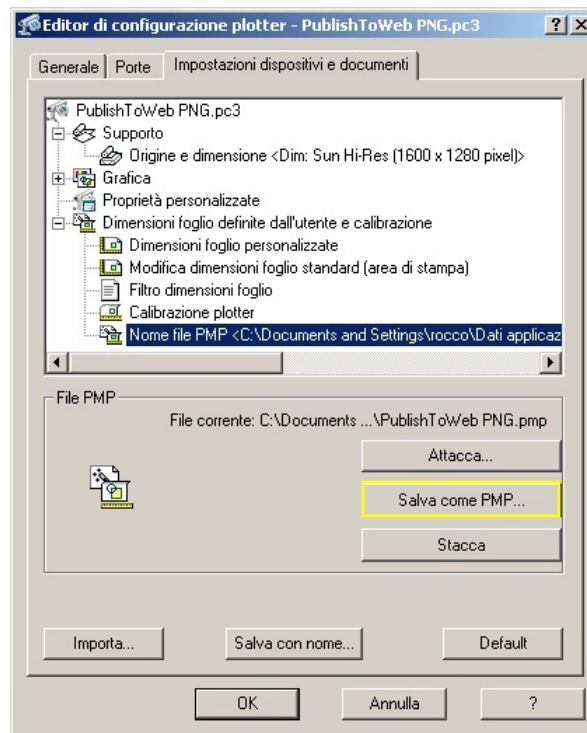 Editor di configurazione plotter - PublishToWeb PNG.pc3
Generale
Porte
Impostazioni dispositivi e documenti
PublishToWeb PNG.pc3
Supporto
Origine e dimensione <Dim: Sun Hi-Res (1600 x 1280 pixel)>
Grafica
Proprietà personalizzate
Dimensioni foglio definite dall'utente e calibrazione
Dimensioni foglio personalizzate
Modifica dimensioni foglio standard (area di stampa)
Filtro dimensioni foglio
Calibrazione plotter
Nome file PMP <C:\Documents and Settings\rocco\Dati applicaz
File PMP
File corrente: C:\Documents ...\PublishToWeb PNG.pmp
Attacca...
Salva come PMP...
Stacca
Importa...
Salva con nome...
Default
OK
Annulla
?